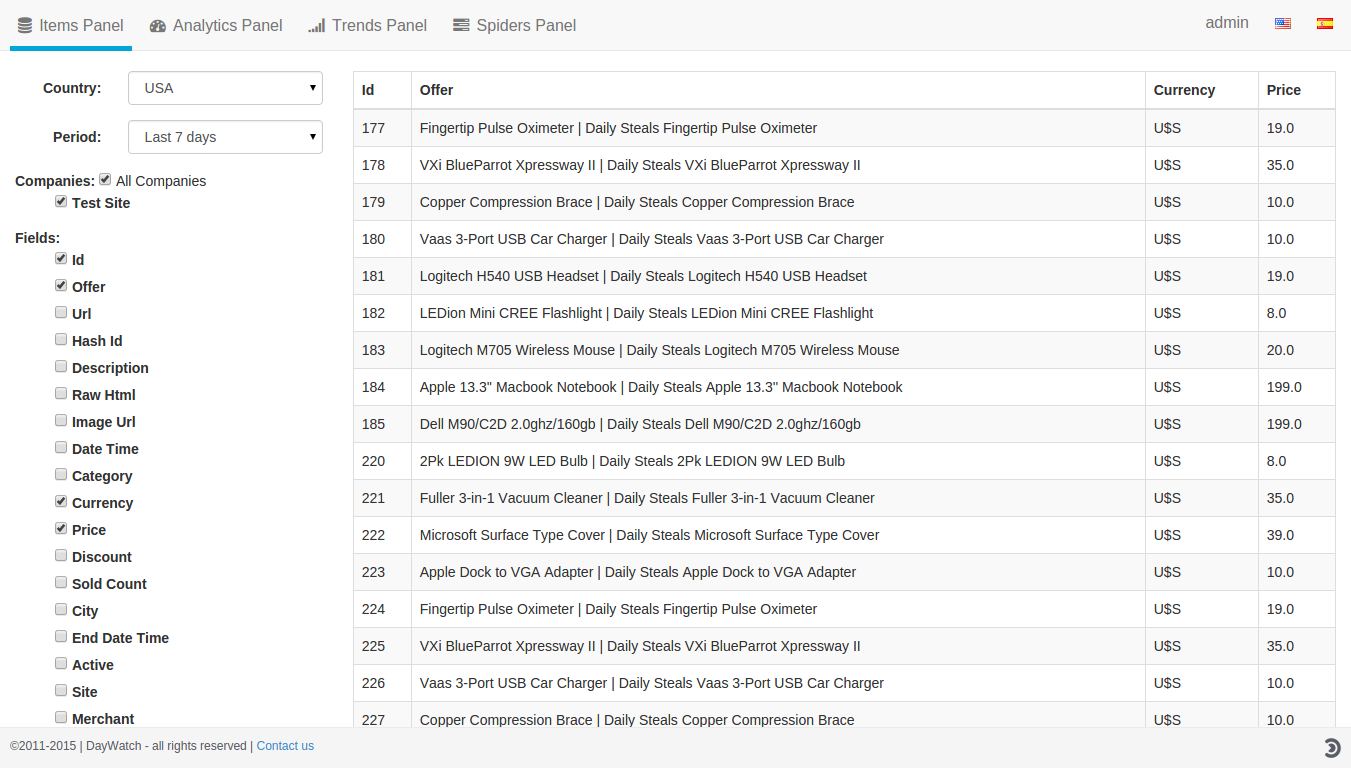 Items Panel Analytics Panel Trends Panel Spiders Panel admin
Country: USA
Period: Last 7 days
Companies: All Companies
Test Site
Fields:
Id
Offer
Url
Hash Id
Description
Raw Html
Image Url
Date Time
Category
Currency
Price
Discount
Sold Count
City
End Date Time
Active
Site
Merchant
Id Offer Currency Price
177 Fingertip Pulse Oximeter | Daily Steals Fingertip Pulse Oximeter U$S 19.0
178 VXi BlueParrot Xpressway II | Daily Steals VXi BlueParrot Xpressway II U$S 35.0
179 Copper Compression Brace | Daily Steals Copper Compression Brace U$S 10.0
180 Vaas 3-Port USB Car Charger | Daily Steals Vaas 3-Port USB Car Charger U$S 10.0
181 Logitech H540 USB Headset | Daily Steals Logitech H540 USB Headset U$S 19.0
182 LEDion Mini CREE Flashlight | Daily Steals LEDion Mini CREE Flashlight U$S 8.0
183 Logitech M705 Wireless Mouse | Daily Steals Logitech M705 Wireless Mouse U$S 20.0
184 Apple 13.3" Macbook Notebook | Daily Steals Apple 13.3" Macbook Notebook U$S 199.0
185 Dell M90/C2D 2.0ghz/160gb | Daily Steals Dell M90/C2D 2.0ghz/160gb U$S 199.0
220 2Pk LEDION 9W LED Bulb | Daily Steals 2Pk LEDION 9W LED Bulb U$S 8.0
221 Fuller 3-in-1 Vacuum Cleaner | Daily Steals Fuller 3-in-1 Vacuum Cleaner U$S 35.0
222 Microsoft Surface Type Cover | Daily Steals Microsoft Surface Type Cover U$S 39.0
223 Apple Dock to VGA Adapter | Daily Steals Apple Dock to VGA Adapter U$S 10.0
224 Fingertip Pulse Oximeter | Daily Steals Fingertip Pulse Oximeter U$S 19.0
225 VXi BlueParrot Xpressway II | Daily Steals VXi BlueParrot Xpressway II U$S 35.0
226 Vaas 3-Port USB Car Charger | Daily Steals Vaas 3-Port USB Car Charger U$S 10.0
227 Copper Compression Brace | Daily Steals Copper Compression Brace U$S 10.0
©2011-2015 | DayWatch - all rights reserved | Contact us